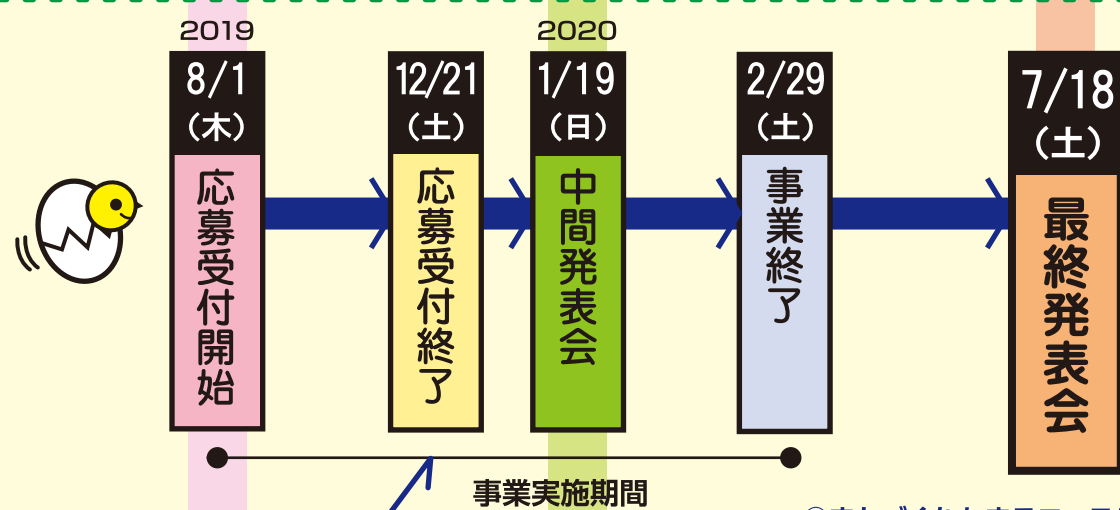 2019
8/1
（木）
応募受付開始
12/21
（土）
応募受付終了
2020
1/19
（日）
中間発表会
2/29
（土）
事業終了
7/18
（土）
最終発表会
事業実施期間